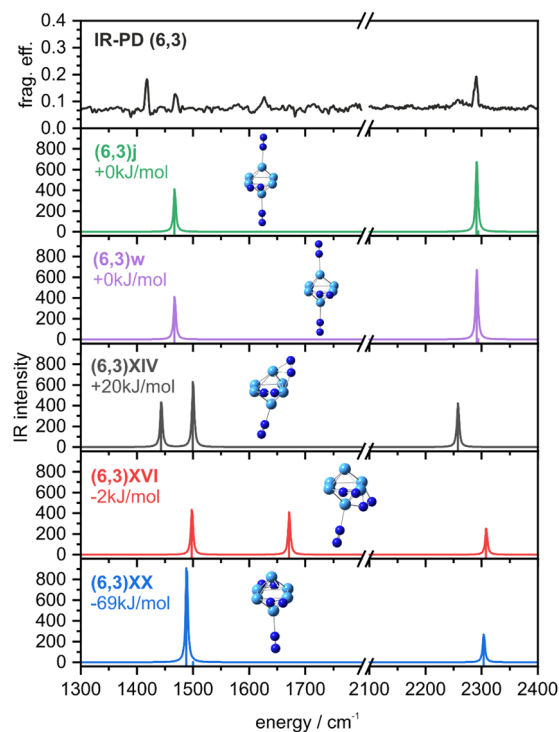 IR-PD (6,3)
frag. eff.
0.4
0.3
0.2
0.1
0.0
(6,3)j
+0kJ/mol
800
600
400
200
0
(6,3)w
+0kJ/mol
800
600
400
200
0
(6,3)XIV
+20kJ/mol
IR intensity
800
600
400
200
0
(6,3)XVI
-2kJ/mol
800
600
400
200
0
(6,3)XX
-69kJ/mol
800
600
400
200
0
1300 1400 1500 1600 1700 2100 2200 2300 2400
energy / cm⁻¹